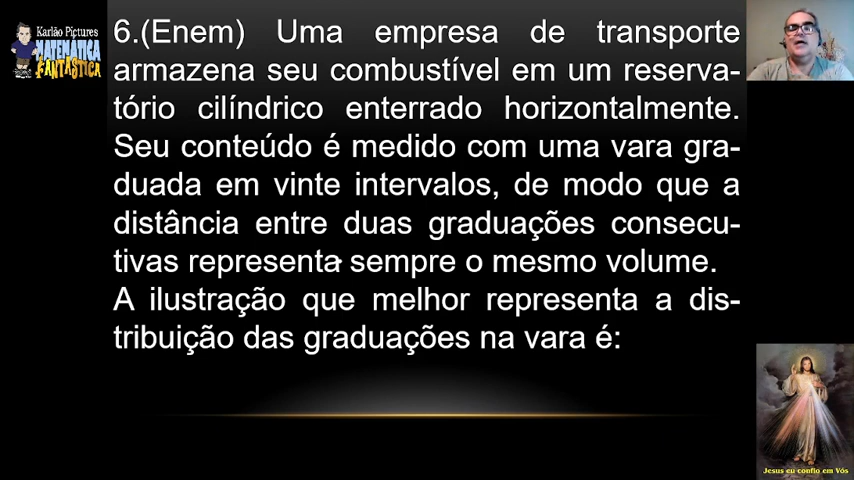 Karlão Pictures
MATEMÁTICA
FANTÁSTICA
6.(Enem) Uma empresa de transporte
armazena seu combustível em um reserva-
tório cilíndrico enterrado horizontalmente.
Seu conteúdo é medido com uma vara gra-
duada em vinte intervalos, de modo que a
distância entre duas graduações consecu-
tivas representa sempre o mesmo volume.
A ilustração que melhor representa a dis-
tribuição das graduações na vara é:
Jesus eu confio em Vós